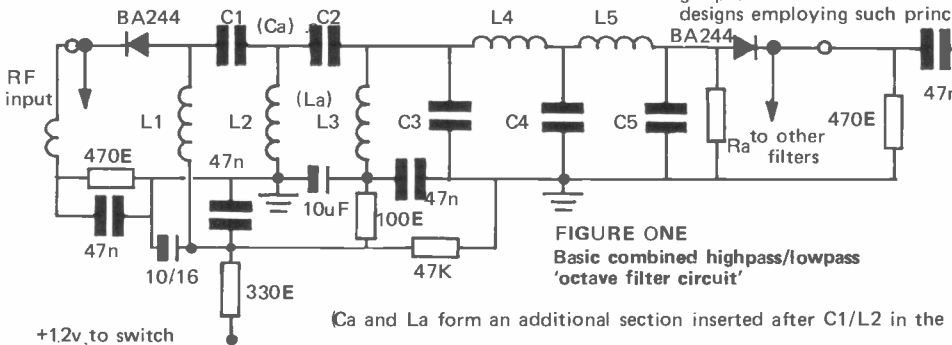 designs employing such princ
BA244
C1
(Ca)
C2
L4
L5
BA244
RF
input
L1
L2
(La)
L3
C3
C4
C5
Ra
to other
filters
470E
47n
470E
47n
47n
10uF
47n
100E
10/16
47K
330E
FIGURE ONE
Basic combined highpass/lowpass
'octave filter circuit'
+12v to switch
(Ca and La form an additional section inserted after C1/L2 in the